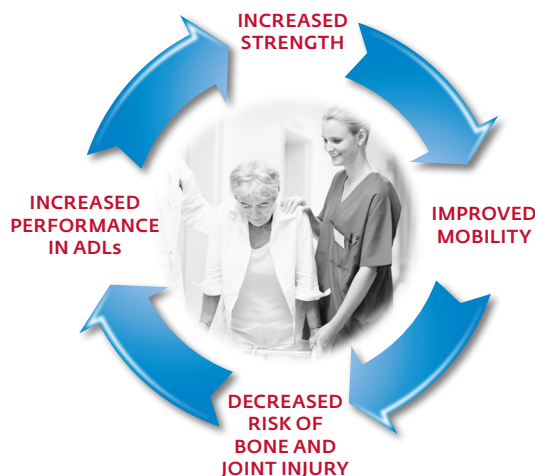 INCREASED
STRENGTH
IMPROVED
MOBILITY
DECREASED
RISK OF
BONE AND
JOINT INJURY
INCREASED
PERFORMANCE
IN ADLs